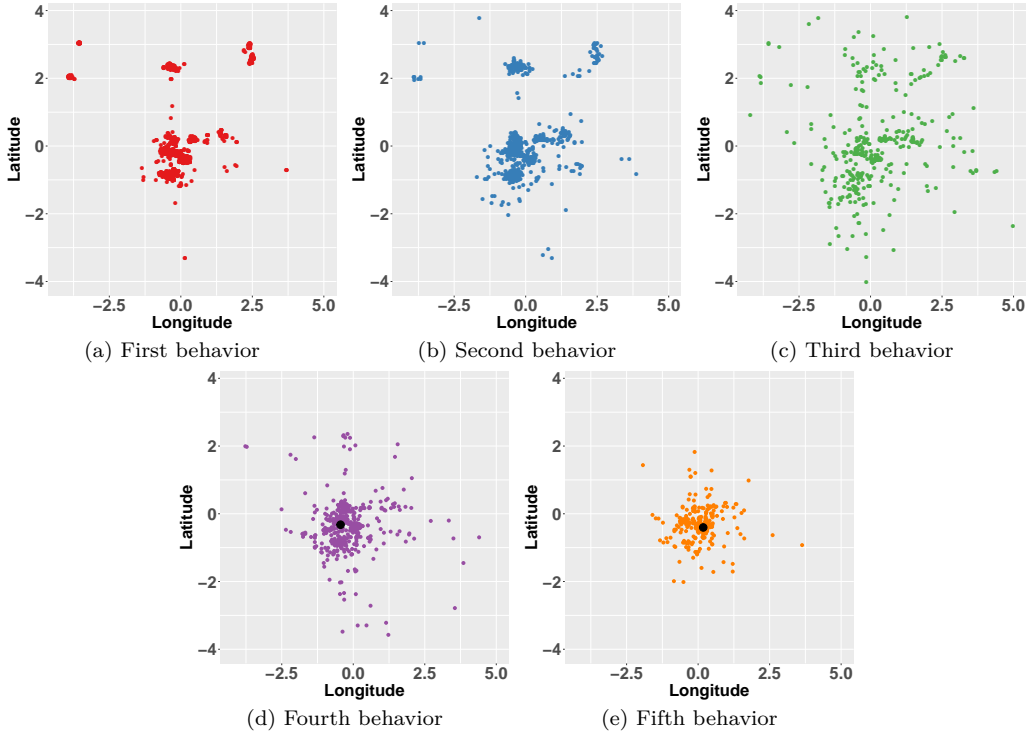 4
2
0
−2
−4
Latitude
−2.5 0.0 2.5 5.0
Longitude
(a) First behavior
4
2
0
−2
−4
Latitude
−2.5 0.0 2.5 5.0
Longitude
(b) Second behavior
4
2
0
−2
−4
Latitude
−2.5 0.0 2.5 5.0
Longitude
(c) Third behavior
4
2
0
−2
−4
Latitude
−2.5 0.0 2.5 5.0
Longitude
(d) Fourth behavior
4
2
0
−2
−4
Latitude
−2.5 0.0 2.5 5.0
Longitude
(e) Fifth behavior